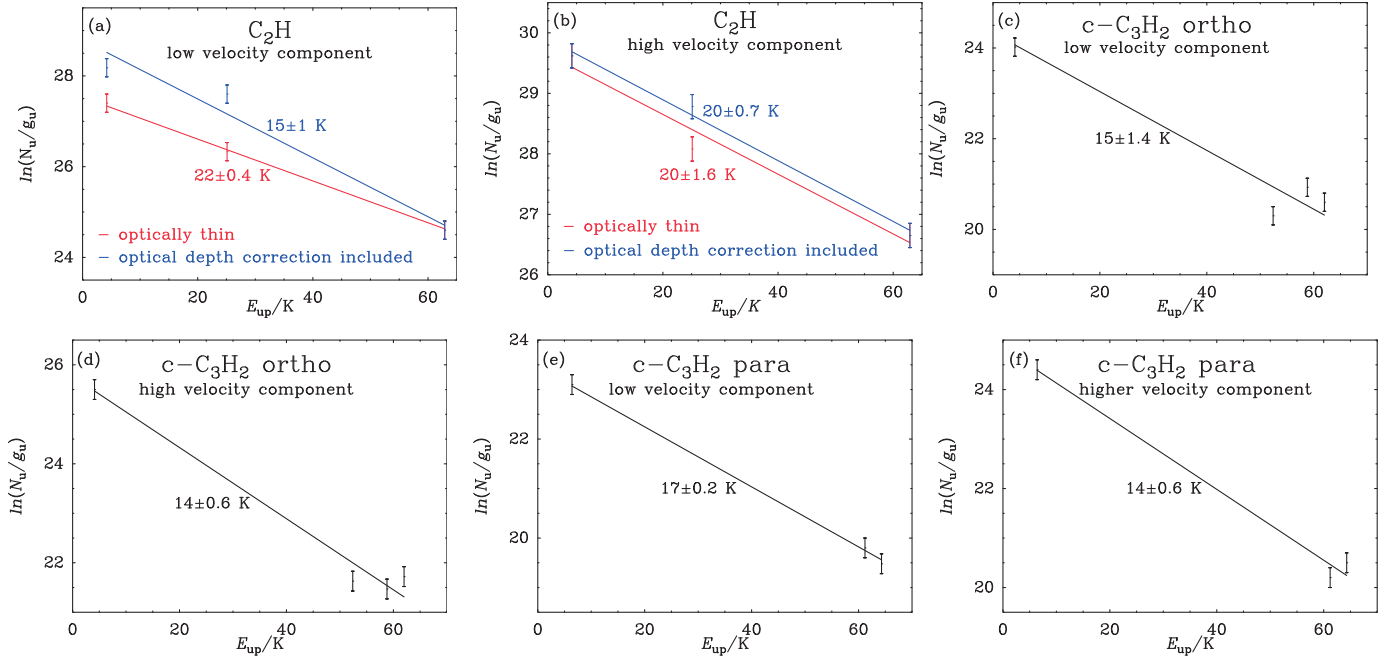 (a)
C₂H
low velocity component
ln(Nu/gu)
28
26
24
15±1 K
22±0.4 K
optically thin
optical depth correction included
0 20 40 60
Eup/K
(b)
C₂H
high velocity component
ln(Nu/gu)
30
29
28
27
26
20±0.7 K
20±1.6 K
optically thin
optical depth correction included
0 20 40 60
Eup/K
(c)
c−C₃H₂ ortho
low velocity component
ln(Nu/gu)
24
22
20
15±1.4 K
0 20 40 60
Eup/K
(d)
c−C₃H₂ ortho
high velocity component
ln(Nu/gu)
26
24
22
14±0.6 K
0 20 40 60
Eup/K
(e)
c−C₃H₂ para
low velocity component
ln(Nu/gu)
24
22
20
17±0.2 K
0 20 40 60
Eup/K
(f)
c−C₃H₂ para
higher velocity component
ln(Nu/gu)
24
22
20
14±0.6 K
0 20 40 60
Eup/K